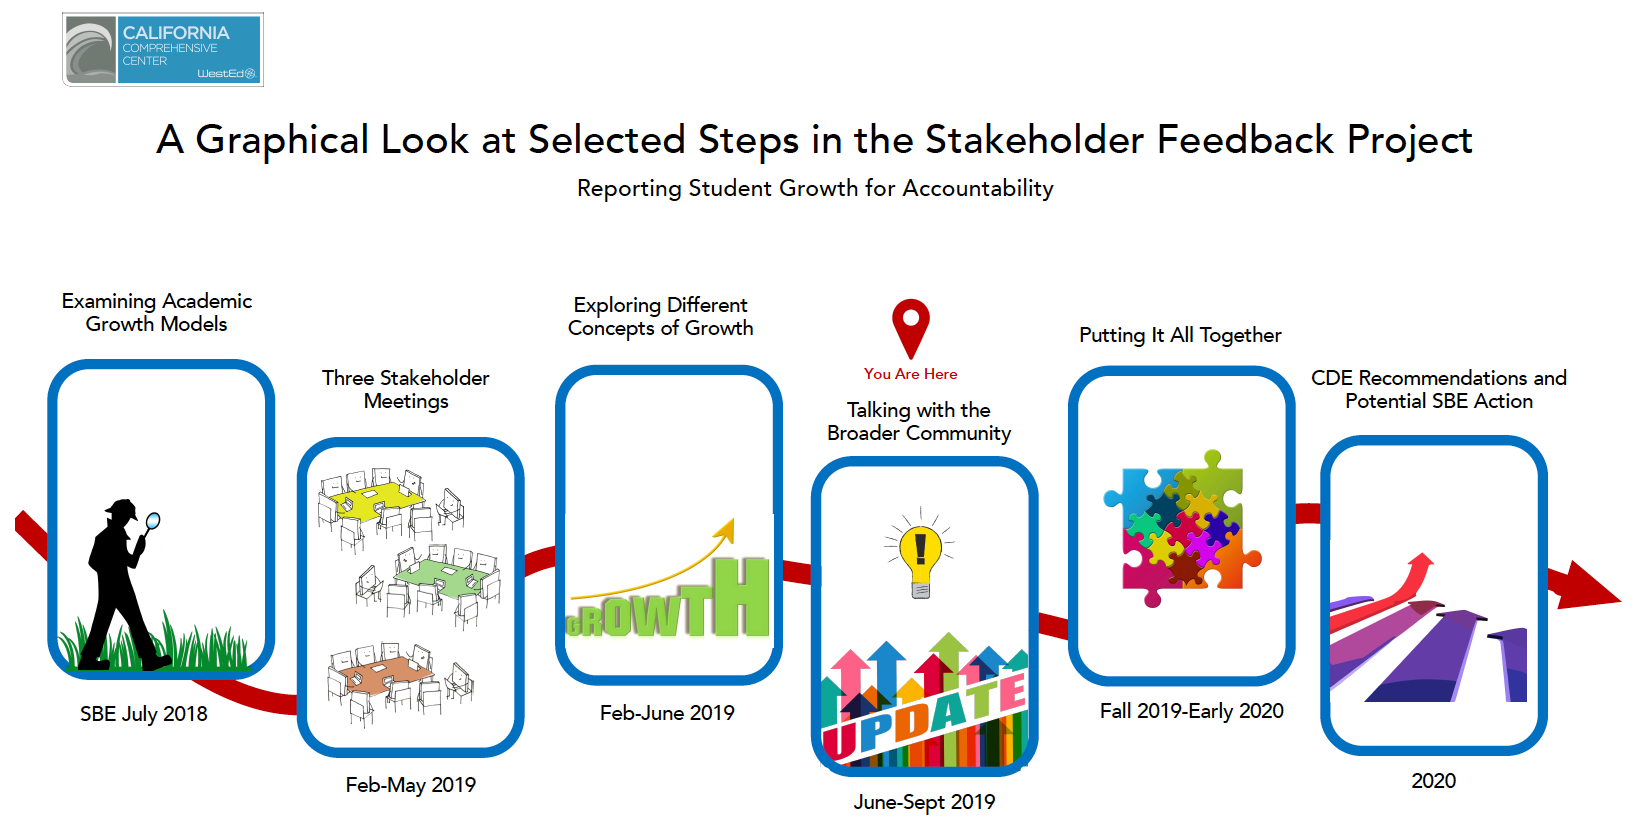 CALIFORNIA
COMPREHENSIVE
CENTER
WestEd
A Graphical Look at Selected Steps in the Stakeholder Feedback Project
Reporting Student Growth for Accountability
Examining Academic
Growth Models
SBE July 2018
Three Stakeholder
Meetings
Feb-May 2019
Exploring Different
Concepts of Growth
GROWTH
Feb-June 2019
You Are Here
Talking with the
Broader Community
!
UPDATE
June-Sept 2019
Putting It All Together
Fall 2019-Early 2020
CDE Recommendations and
Potential SBE Action
2020